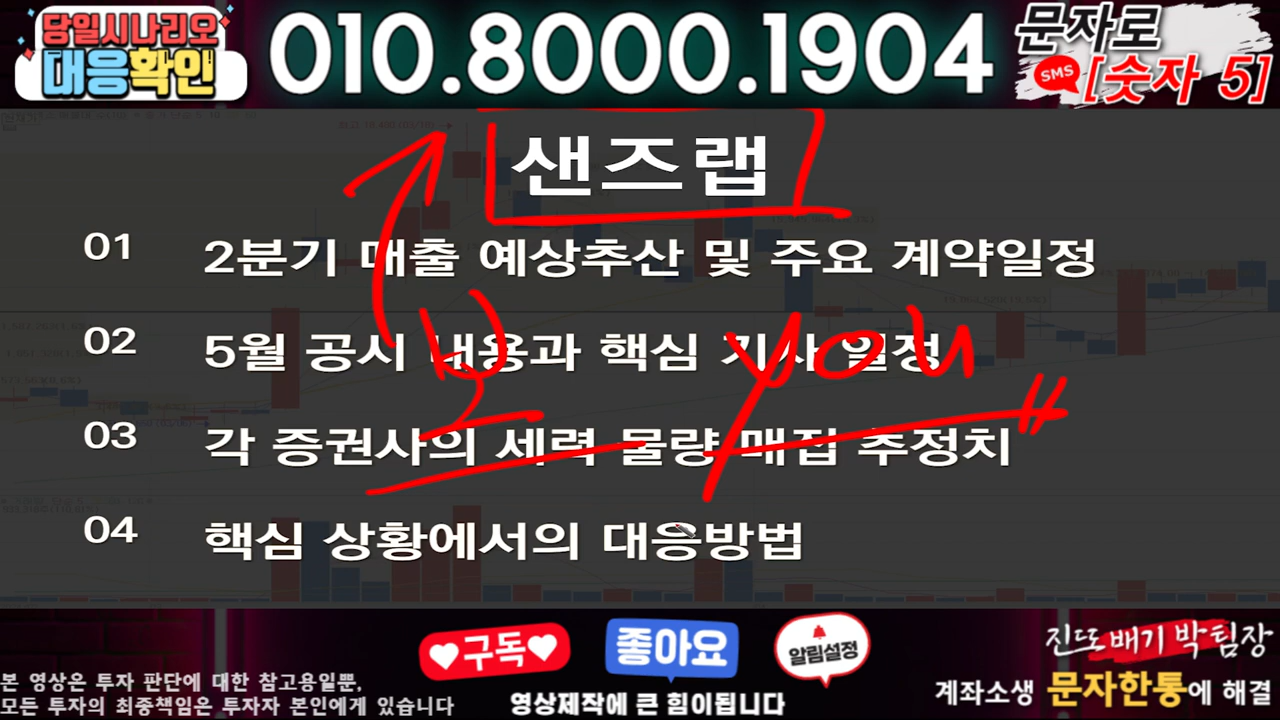 당일시나리오
대응확인
010.8000.1904
문자로
SMS
[숫자 5]
샌즈랩
01 2분기 매출 예상추산 및 주요 계약일정
02 5월 공시 내용과 핵심 기사 일정
03 각 증권사의 세력 물량 매집 추정치
04 핵심 상황에서의 대응방법
보 you
구독
좋아요
알림설정
영상제작에 큰 힘이됩니다
본 영상은 투자 판단에 대한 참고용일뿐,
모든 투자의 최종책임은 투자자 본인에게 있습니다
진또배기 박팀장
계좌소생 문자한통에 해결